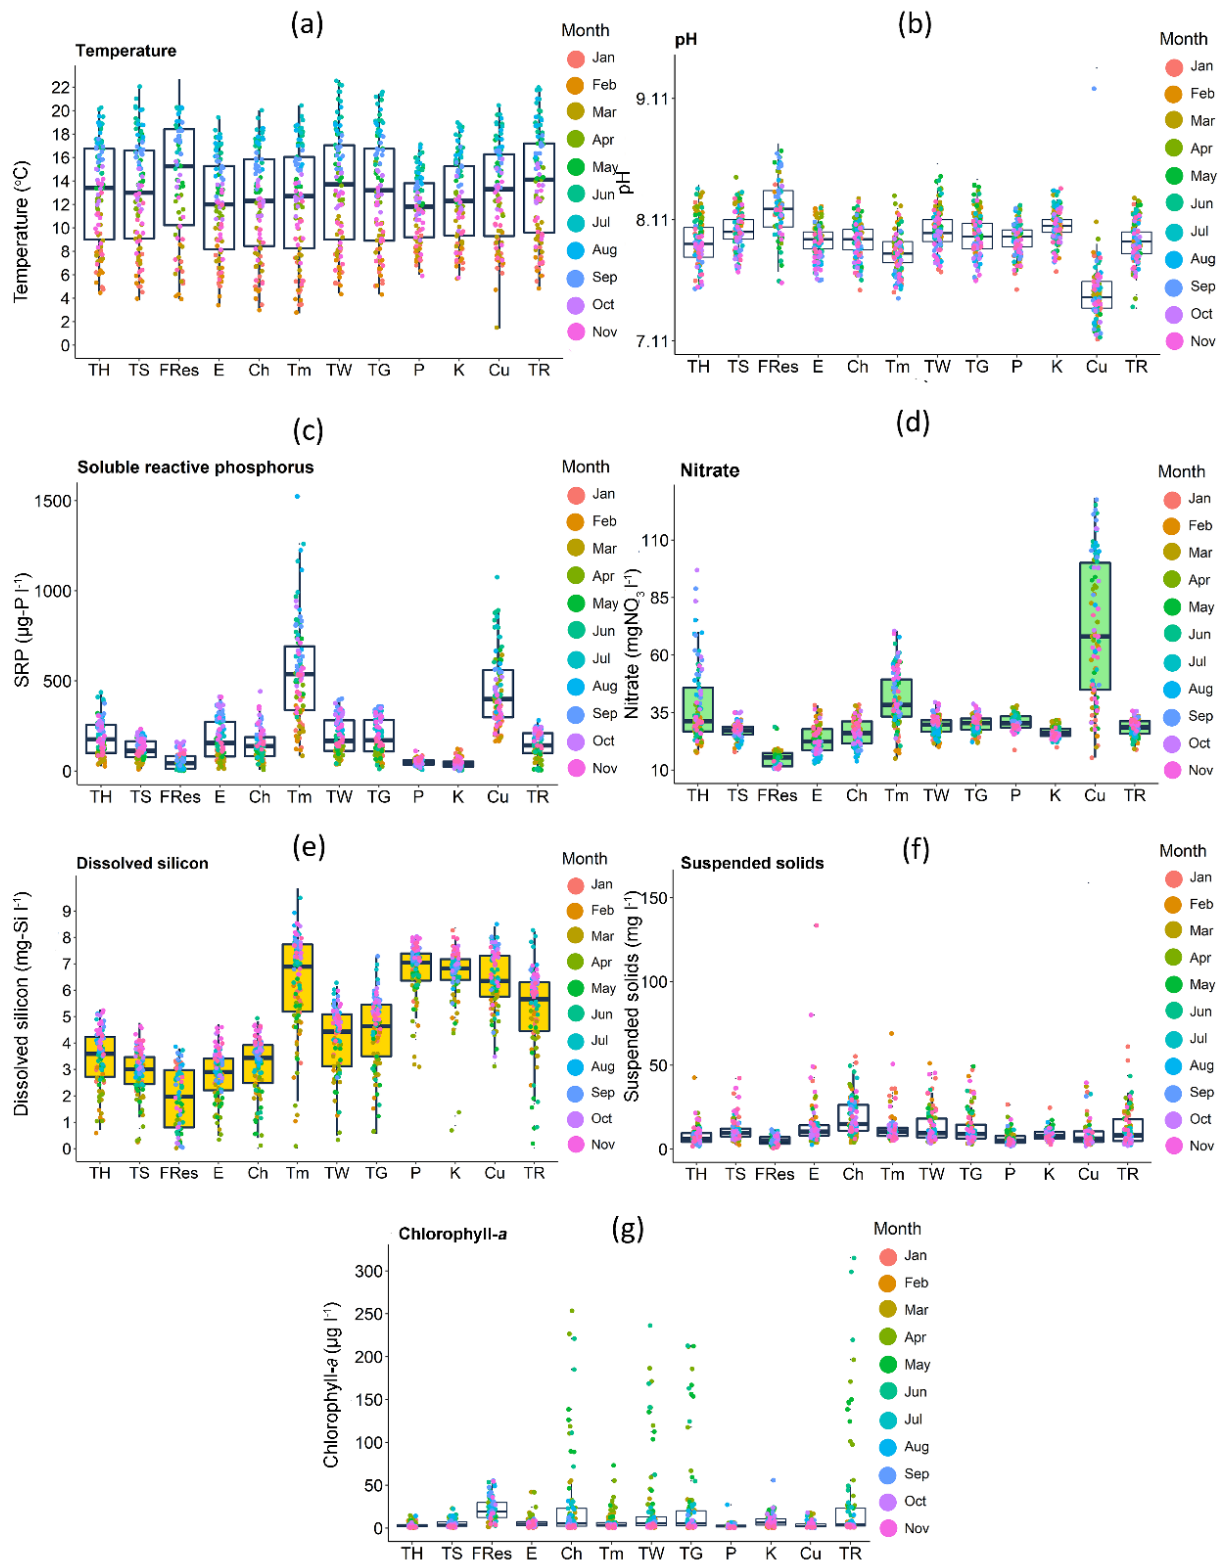 (a)
Temperature
Temperature (°C)
22
20
18
16
14
12
10
8
6
4
2
0
TH TS FRes E Ch Tm TW TG P K Cu TR
Month
Jan
Feb
Mar
Apr
May
Jun
Jul
Aug
Sep
Oct
Nov
(b)
pH
pH
9.11
8.11
7.11
TH TS FRes E Ch Tm TW TG P K Cu TR
Month
Jan
Feb
Mar
Apr
May
Jun
Jul
Aug
Sep
Oct
Nov
(c)
Soluble reactive phosphorus
SRP (µg-P l⁻¹)
1500
1000
500
0
TH TS FRes E Ch Tm TW TG P K Cu TR
Month
Jan
Feb
Mar
Apr
May
Jun
Jul
Aug
Sep
Oct
Nov
(d)
Nitrate
Nitrate (mgNO₃ l⁻¹)
110
85
60
35
10
TH TS FRes E Ch Tm TW TG P K Cu TR
Month
Jan
Feb
Mar
Apr
May
Jun
Jul
Aug
Sep
Oct
Nov
(e)
Dissolved silicon
Dissolved silicon (mg-Si l⁻¹)
9
8
7
6
5
4
3
2
1
0
TH TS FRes E Ch Tm TW TG P K Cu TR
Month
Jan
Feb
Mar
Apr
May
Jun
Jul
Aug
Sep
Oct
Nov
(f)
Suspended solids
Suspended solids (mg l⁻¹)
150
100
50
0
TH TS FRes E Ch Tm TW TG P K Cu TR
Month
Jan
Feb
Mar
Apr
May
Jun
Jul
Aug
Sep
Oct
Nov
(g)
Chlorophyll-a
Chlorophyll-a (µg l⁻¹)
300
250
200
150
100
50
0
TH TS FRes E Ch Tm TW TG P K Cu TR
Month
Jan
Feb
Mar
Apr
May
Jun
Jul
Aug
Sep
Oct
Nov